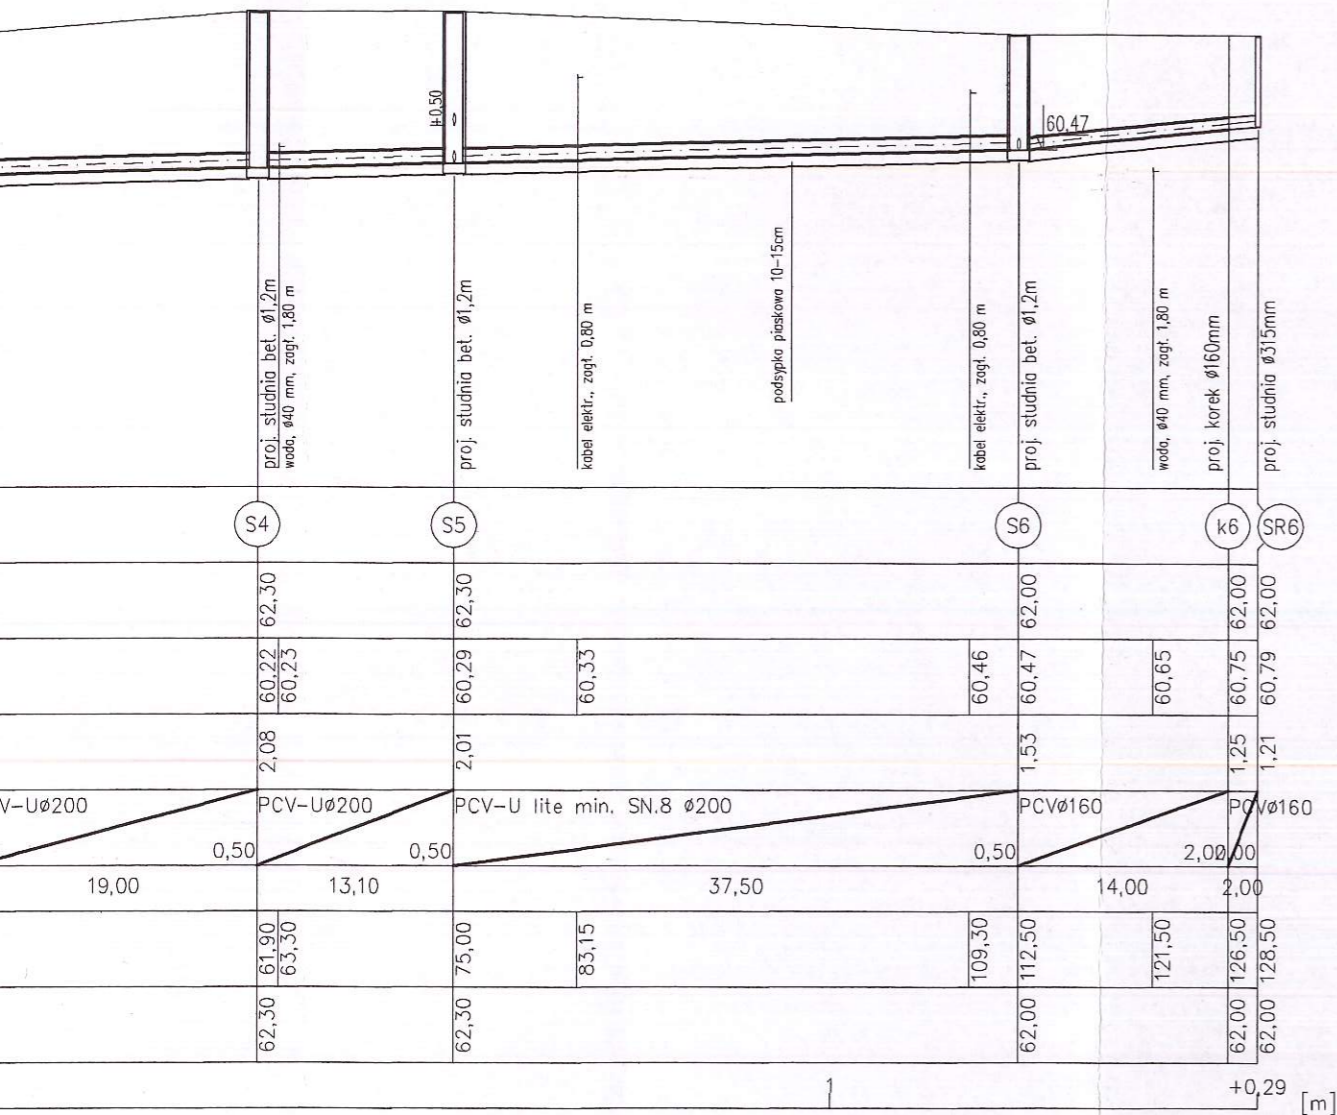 ±0,50
60,47
proj. studnia bet. ø1,2m
woda, ø40 mm, zagł. 1,80 m
proj. studnia bet. ø1,2m
kabel elektr., zagł. 0,80 m
podsypka piaskowa 10-15cm
kabel elektr., zagł. 0,80 m
proj. studnia bet. ø1,2m
woda, ø40 mm, zagł. 1,80 m
proj. korek ø160mm
proj. studnia ø315mm
S4 S5 S6 k6 SR6
62,30 62,30 62,00 62,00 62,00
60,22 60,23 60,29 60,33 60,46 60,47 60,65 60,75 60,79
2,08 2,01 1,53 1,25 1,21
V-Uø200 PCV-Uø200 PCV-U lite min. SN.8 ø200 PCVø160 PCVø160
0,50 0,50 0,50 2,00 2,00
19,00 13,10 37,50 14,00 2,00
61,90 63,30 75,00 83,15 109,30 112,50 121,50 126,50 128,50
62,30 62,30 62,00 62,00 62,00
1 +0,29 [m]